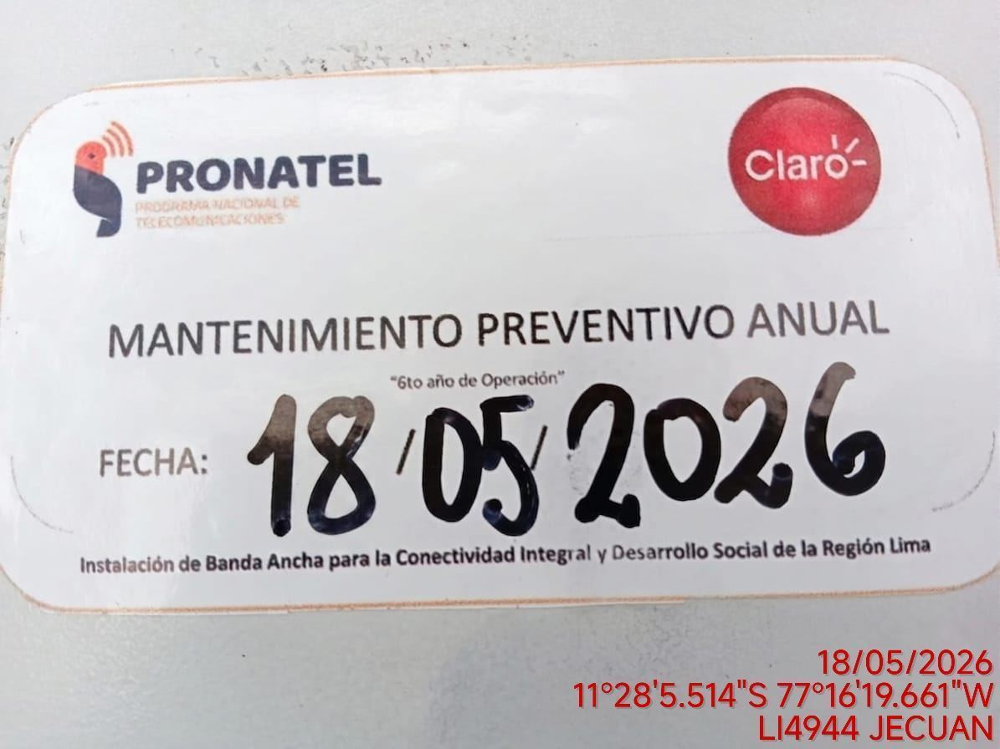 PRONATEL
PROGRAMA NACIONAL DE
TELECOMUNICACIONES
Claro
MANTENIMIENTO PREVENTIVO ANUAL
"6to año de Operación"
FECHA: 18/05/2026
Instalación de Banda Ancha para la Conectividad Integral y Desarrollo Social de la Región Lima
18/05/2026
11°28'5.514"S 77°16'19.661"W
LI4944 JECUAN